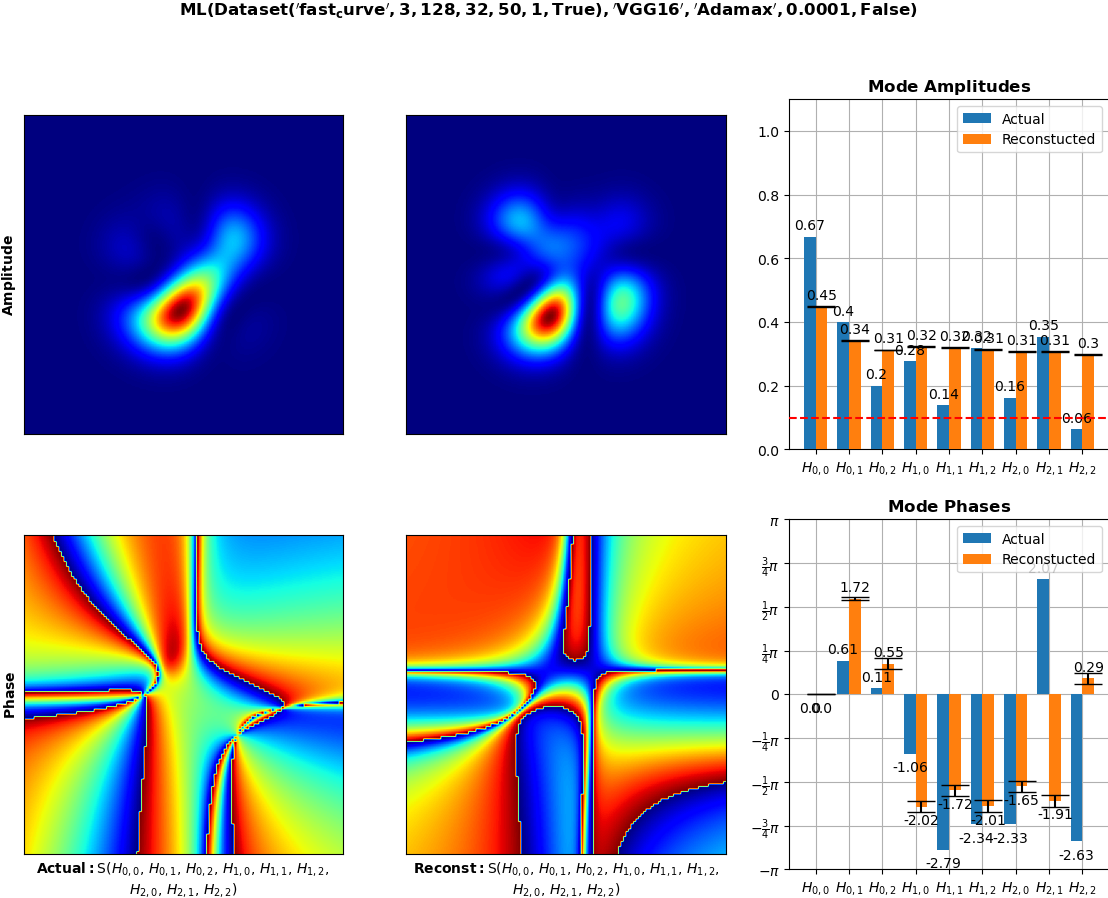 ML(Dataset('fast_curve', 3, 128, 32, 50, 1, True), 'VGG16', 'Adamax', 0.0001, False)
Amplitude
Mode Amplitudes
Actual
Reconstucted
1.0
0.8
0.6
0.4
0.2
0.0
0.67
0.45
0.4
0.34
0.2
0.31
0.28
0.32
0.14
0.32
0.32
0.31
0.16
0.31
0.35
0.31
0.06
0.3
H0,0 H0,1 H0,2 H1,0 H1,1 H1,2 H2,0 H2,1 H2,2
Phase
Actual: S(H0,0, H0,1, H0,2, H1,0, H1,1, H1,2,
H2,0, H2,1, H2,2)
Reconst: S(H0,0, H0,1, H0,2, H1,0, H1,1, H1,2,
H2,0, H2,1, H2,2)
Mode Phases
Actual
Reconstucted
π
3/4π
1/2π
1/4π
0
−1/4π
−1/2π
−3/4π
−π
0.0
0.0
0.61
1.72
0.11
0.55
-1.06
-2.02
-2.79
-1.72
-2.34
-2.01
-2.33
-1.65
2.07
-1.91
-2.63
0.29
H0,0 H0,1 H0,2 H1,0 H1,1 H1,2 H2,0 H2,1 H2,2